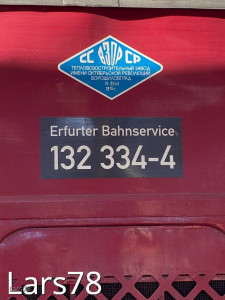 СС СР
ТЕПЛОВОЗОСТРОИТЕЛЬНЫЙ ЗАВОД
ИМЕНИ ОКТЯБРЬСКОЙ РЕВОЛЮЦИИ
ВОРОШИЛОВГРАД
Erfurter Bahnservice
132 334-4
Lars78